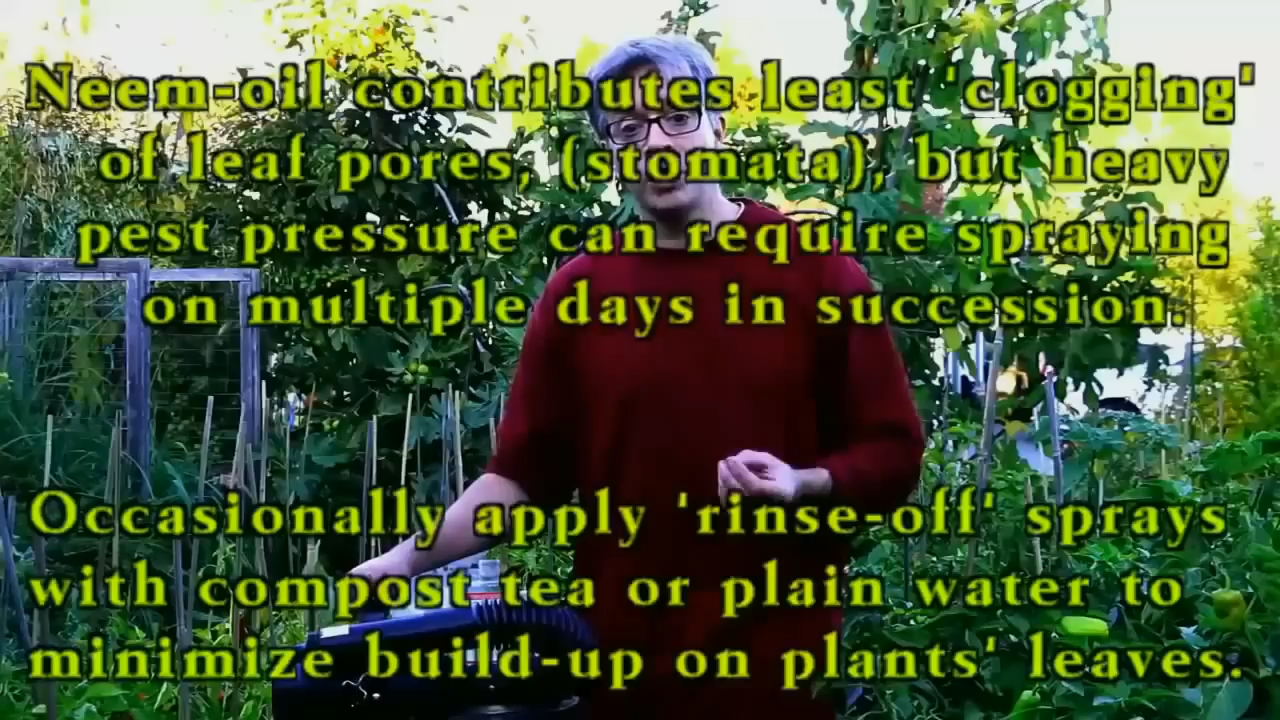 Neem-oil contributes least 'clogging'
of leaf pores, (stomata), but heavy
pest pressure can require spraying
on multiple days in succession.
Occasionally apply 'rinse-off' sprays
with compost tea or plain water to
minimize build-up on plants' leaves.